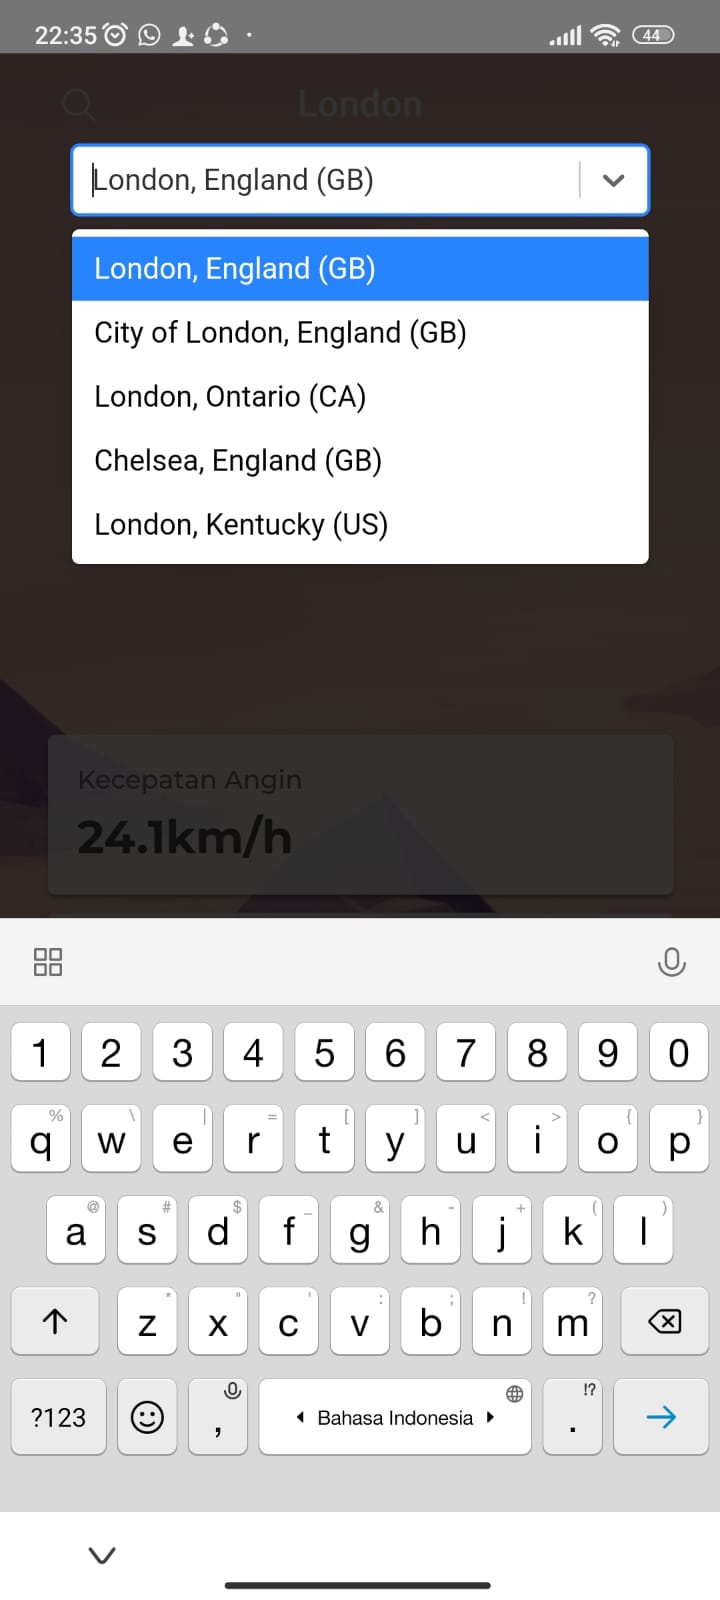 22:35
44
London
London, England (GB)
London, England (GB)
City of London, England (GB)
London, Ontario (CA)
Chelsea, England (GB)
London, Kentucky (US)
Kecepatan Angin
24.1km/h
1 2 3 4 5 6 7 8 9 0
% \ | = [ ] < > { }
q w e r t y u i o p
@ # $ _ & - + ( )
a s d f g h j k l
* " ' : ; ! ?
z x c v b n m
!?
?123 , Bahasa Indonesia .